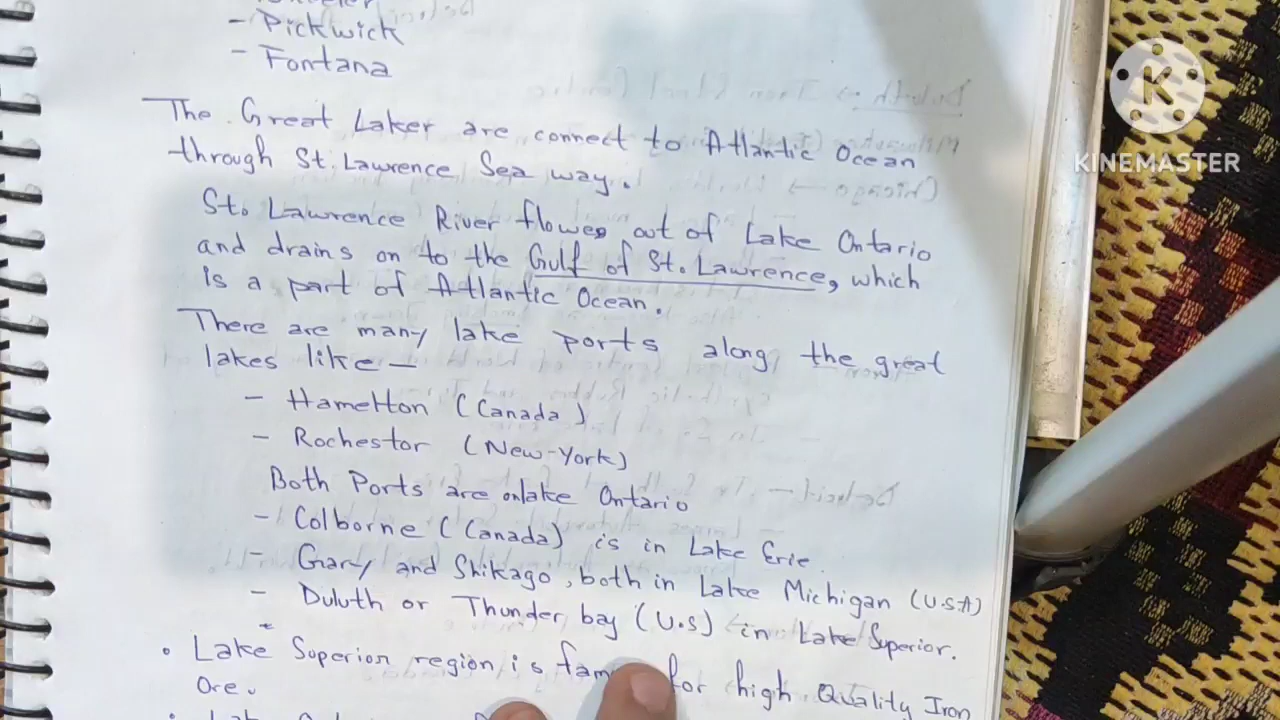 - Pickwick
- Fontana
The Great Laker are connect to Atlantic Ocean
through St. Lawrence Sea way.
St. Lawrence River flowes out of Lake Ontario
and drains on to the Gulf of St. Lawrence, which
is a part of Atlantic Ocean.
There are many lake ports along the great
lakes like —
- Hamelton (Canada)
- Rochestor (New-York)
Both Ports are onlake Ontario
- Colborne (Canada) is in Lake Erie.
- Gary and Shikago, both in Lake Michigan (U.S.A)
- Duluth or Thunder bay (U.S) in Lake Superior.
• Lake Superior region is for high Quality Iron
Ore.
KINEMASTER